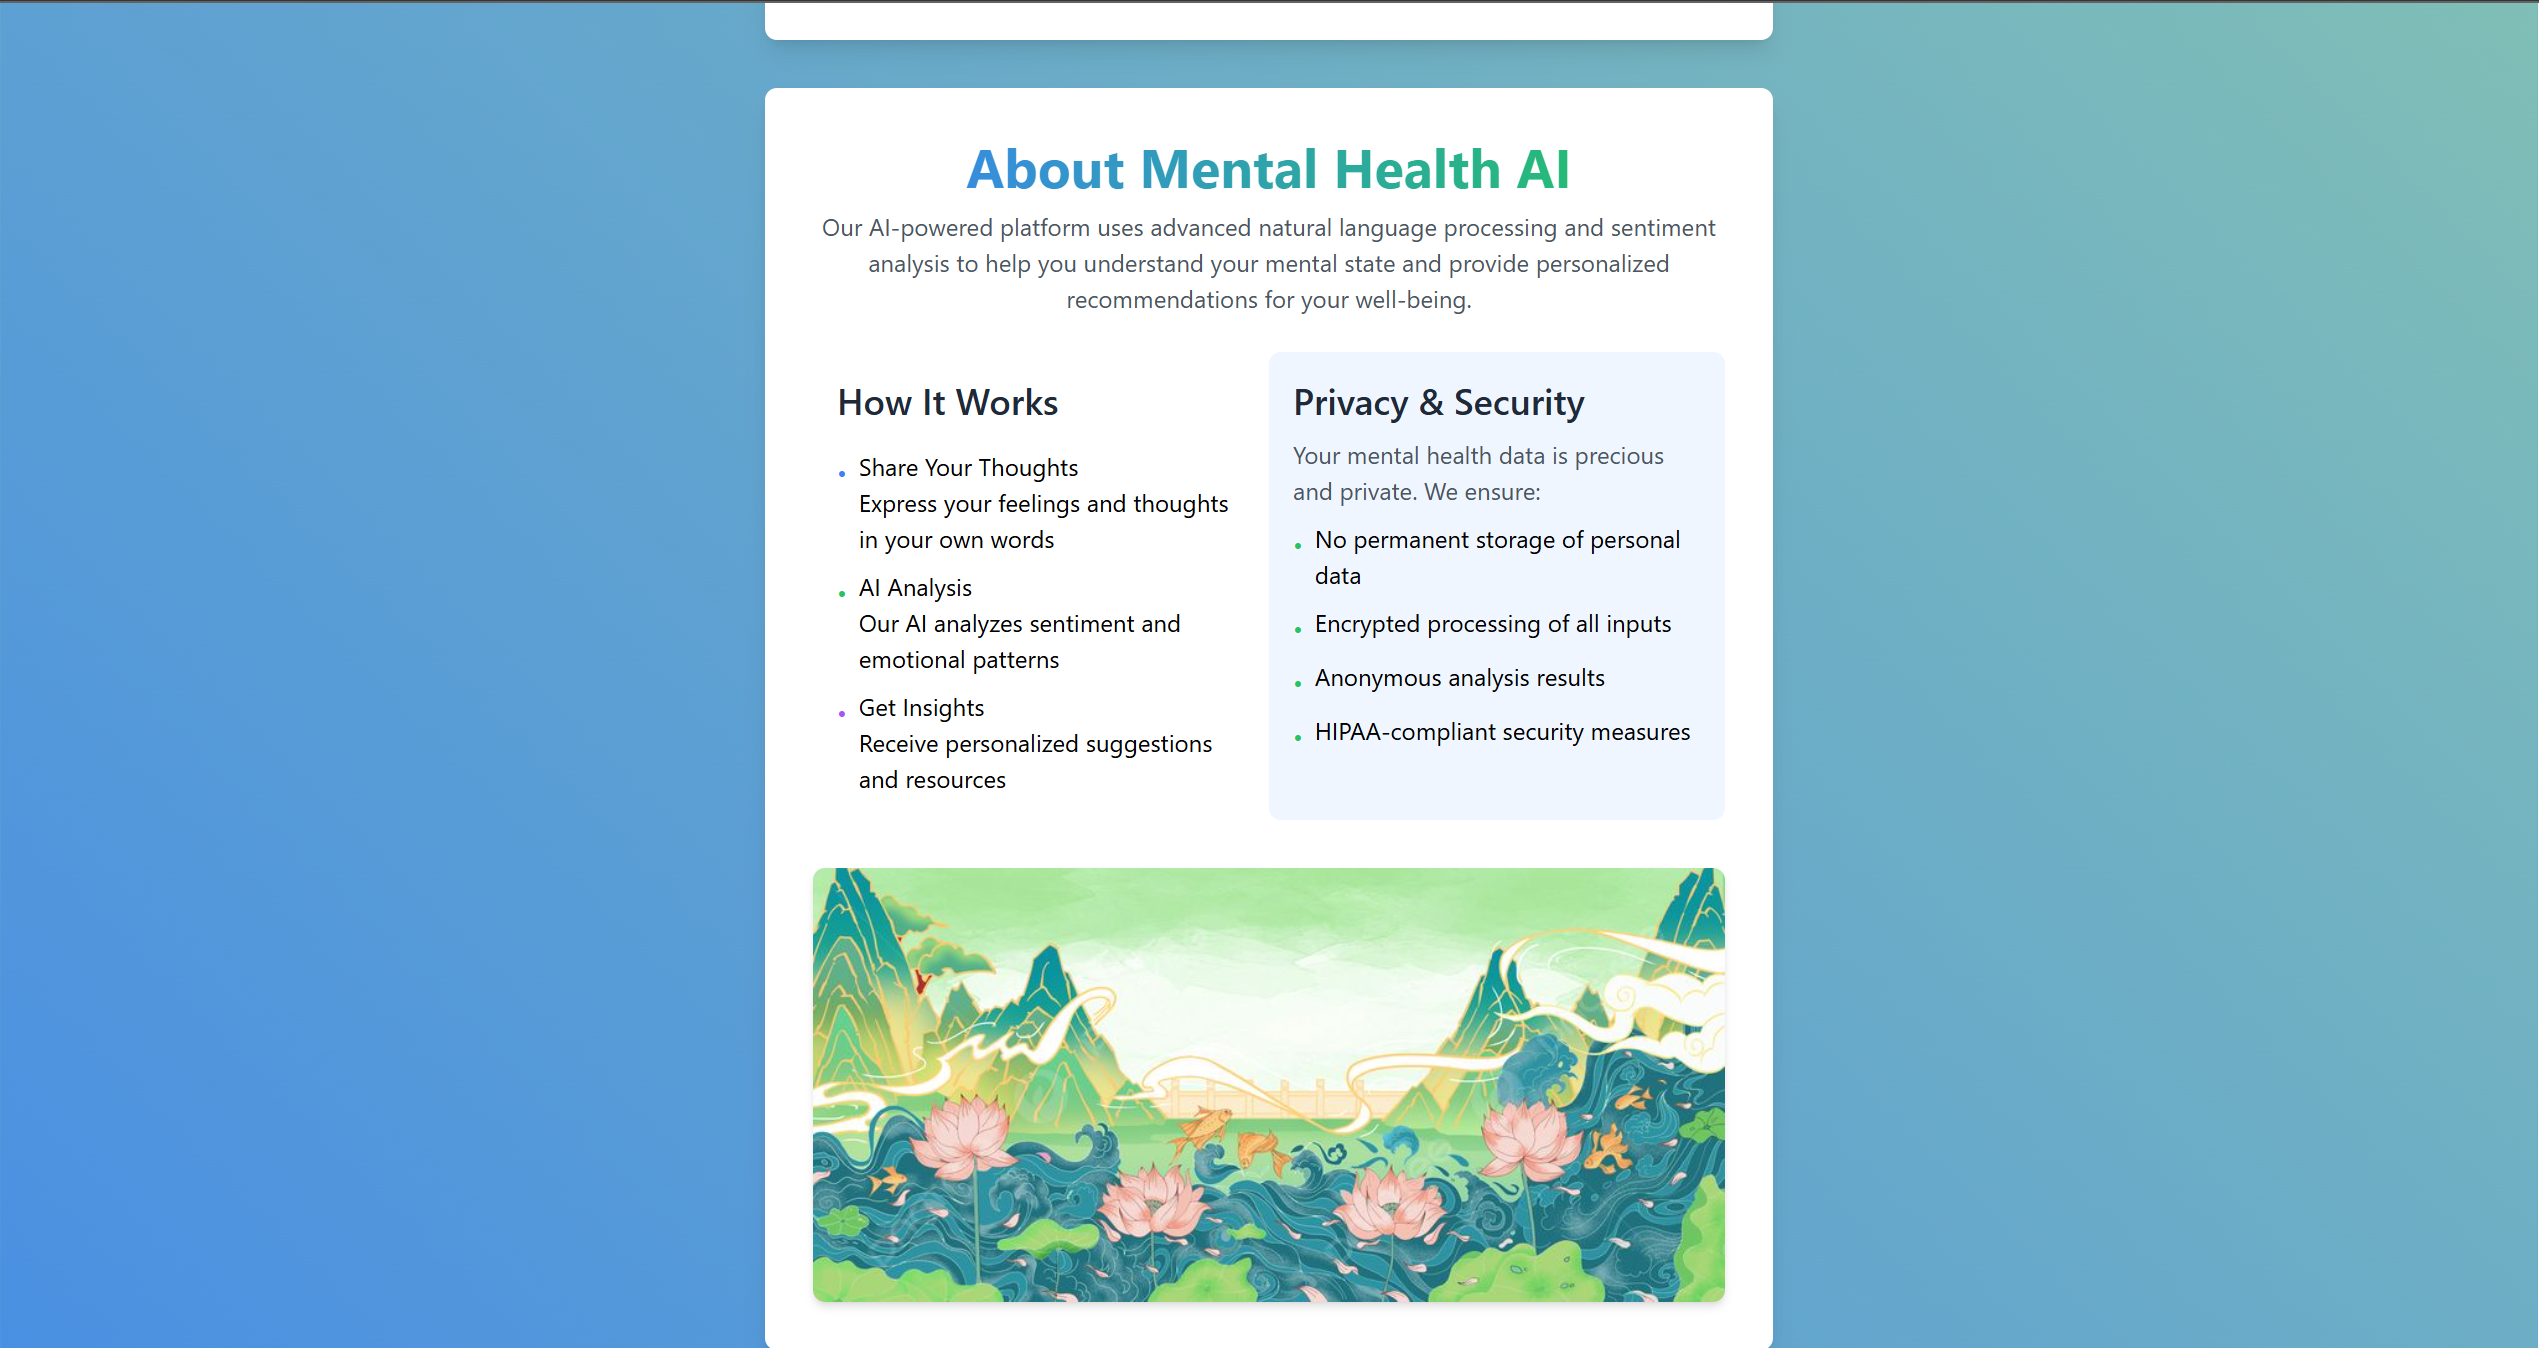 About Mental Health AI
Our AI-powered platform uses advanced natural language processing and sentiment
analysis to help you understand your mental state and provide personalized
recommendations for your well-being.
How It Works
Share Your Thoughts
Express your feelings and thoughts
in your own words
AI Analysis
Our AI analyzes sentiment and
emotional patterns
Get Insights
Receive personalized suggestions
and resources
Privacy & Security
Your mental health data is precious
and private. We ensure:
No permanent storage of personal
data
Encrypted processing of all inputs
Anonymous analysis results
HIPAA-compliant security measures